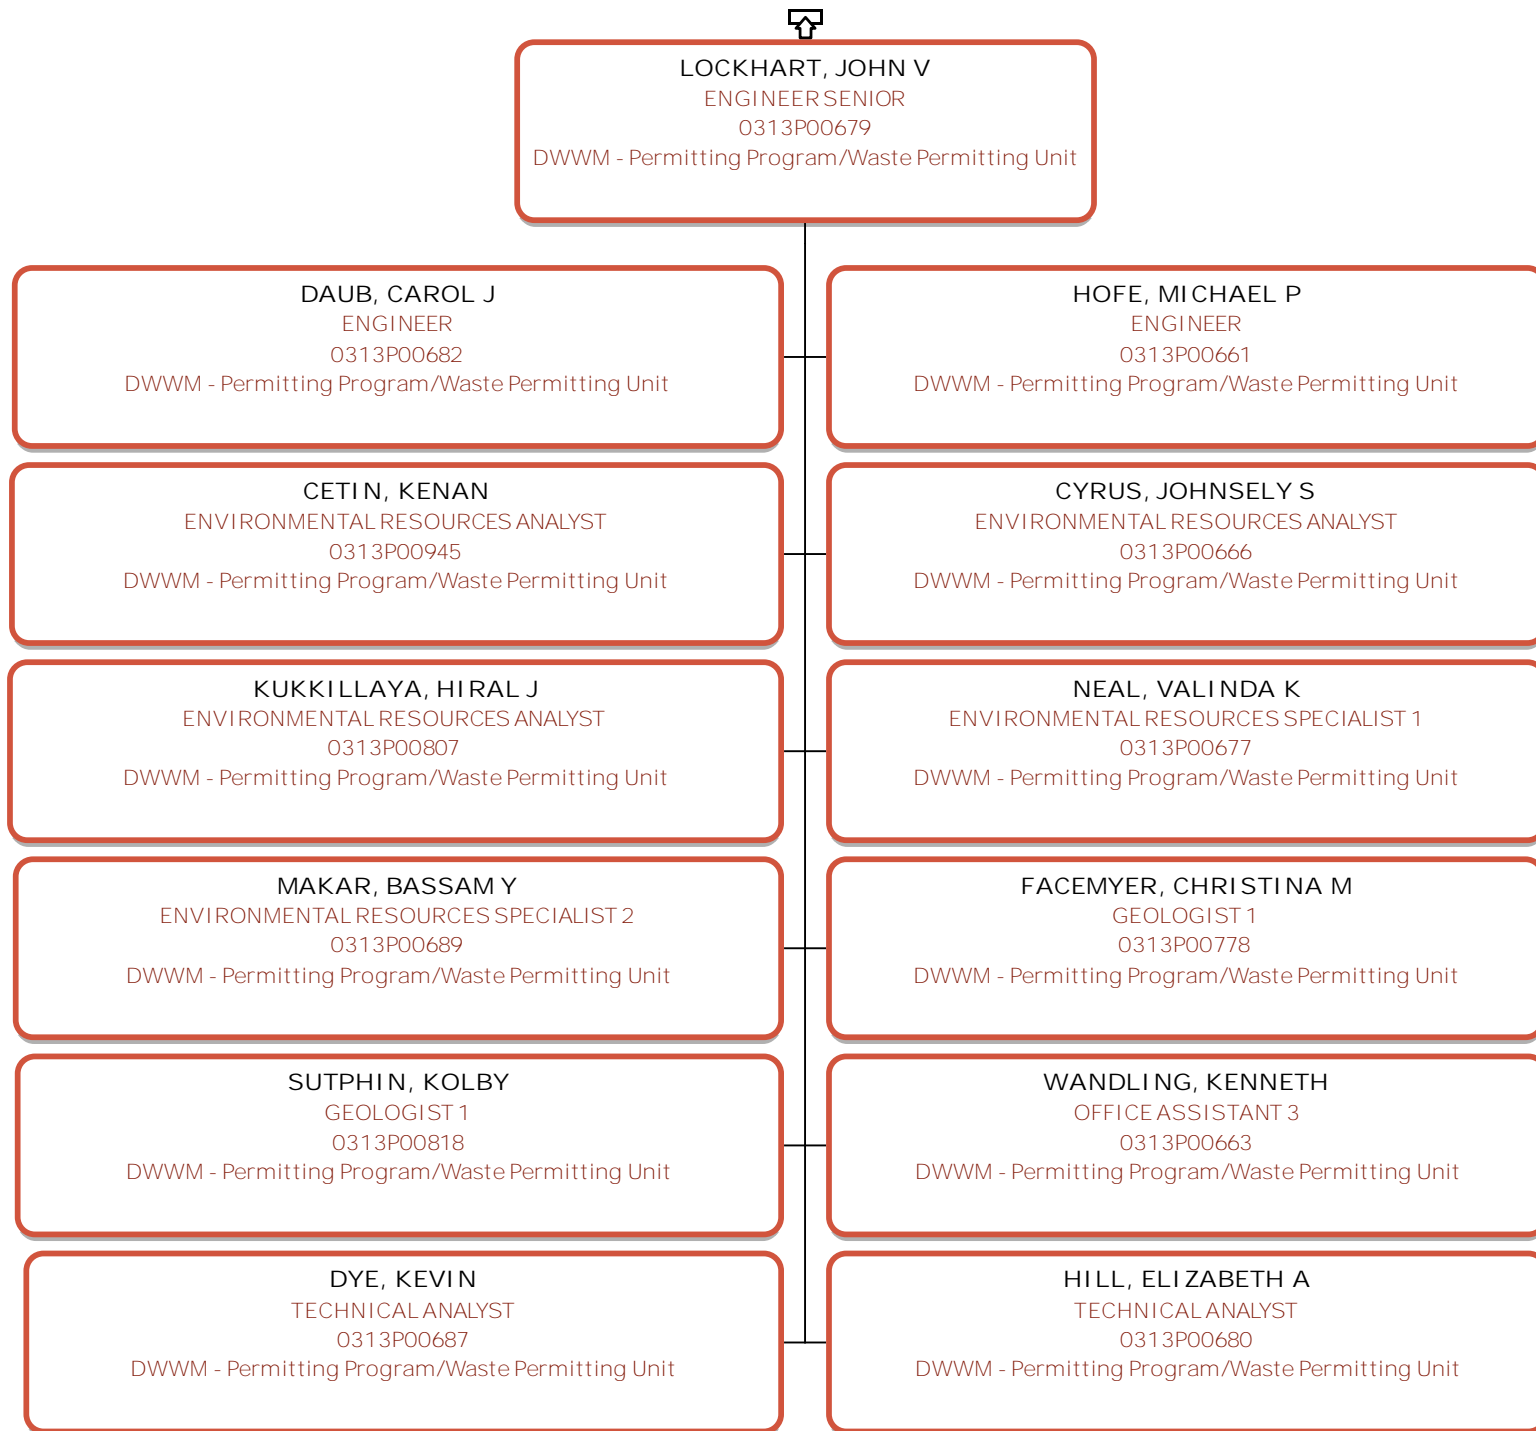 LOCKHART, JOHN V
ENGINEER SENIOR
0313P00679
DWWM - Permitting Program/Waste Permitting Unit
DAUB, CAROL J
ENGINEER
0313P00682
DWWM - Permitting Program/Waste Permitting Unit
HOFE, MICHAEL P
ENGINEER
0313P00661
DWWM - Permitting Program/Waste Permitting Unit
CETIN, KENAN
ENVIRONMENTAL RESOURCES ANALYST
0313P00945
DWWM - Permitting Program/Waste Permitting Unit
CYRUS, JOHNSELY S
ENVIRONMENTAL RESOURCES ANALYST
0313P00666
DWWM - Permitting Program/Waste Permitting Unit
KUKKILLAYA, HIRAL J
ENVIRONMENTAL RESOURCES ANALYST
0313P00807
DWWM - Permitting Program/Waste Permitting Unit
NEAL, VALINDA K
ENVIRONMENTAL RESOURCES SPECIALIST 1
0313P00677
DWWM - Permitting Program/Waste Permitting Unit
MAKAR, BASSAM Y
ENVIRONMENTAL RESOURCES SPECIALIST 2
0313P00689
DWWM - Permitting Program/Waste Permitting Unit
FACEMYER, CHRISTINA M
GEOLOGIST 1
0313P00778
DWWM - Permitting Program/Waste Permitting Unit
SUTPHIN, KOLBY
GEOLOGIST 1
0313P00818
DWWM - Permitting Program/Waste Permitting Unit
WANDLING, KENNETH
OFFICE ASSISTANT 3
0313P00663
DWWM - Permitting Program/Waste Permitting Unit
DYE, KEVIN
TECHNICAL ANALYST
0313P00687
DWWM - Permitting Program/Waste Permitting Unit
HILL, ELIZABETH A
TECHNICAL ANALYST
0313P00680
DWWM - Permitting Program/Waste Permitting Unit